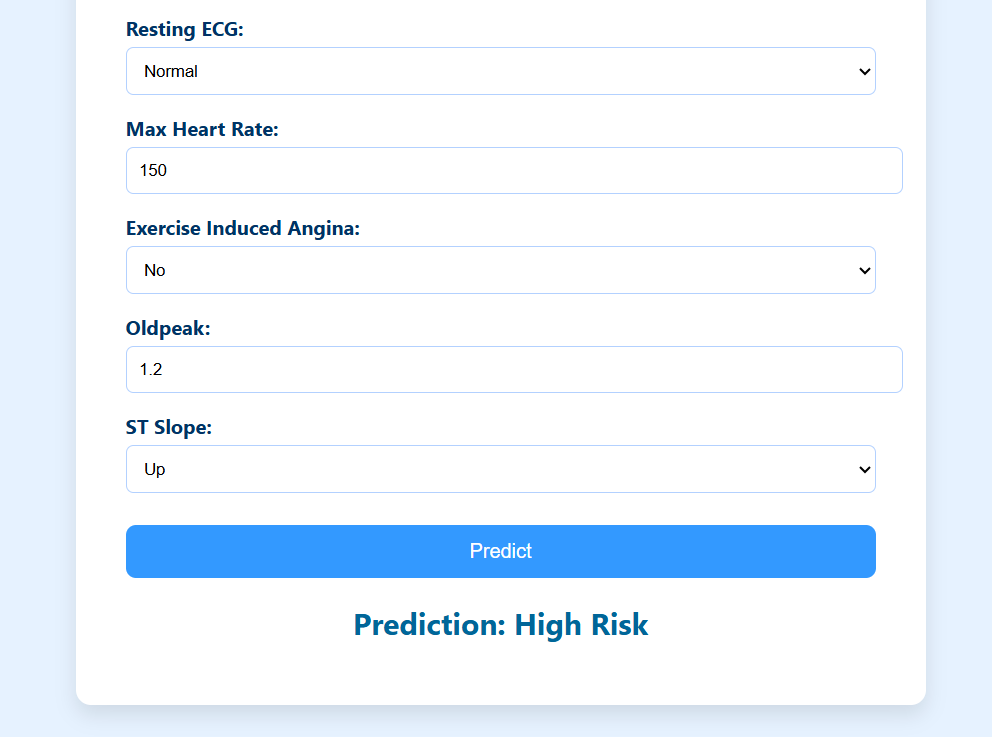 Resting ECG:
Normal
Max Heart Rate:
150
Exercise Induced Angina:
No
Oldpeak:
1.2
ST Slope:
Up
Predict
Prediction: High Risk